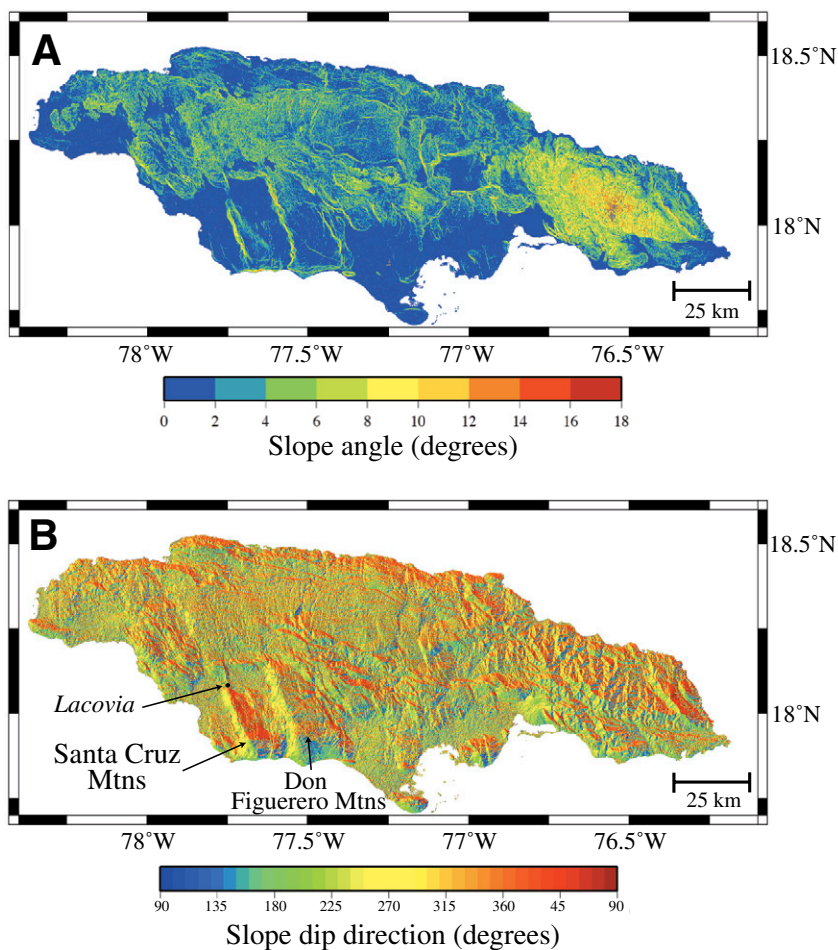 A
18.5°N
18°N
25 km
78°W 77.5°W 77°W 76.5°W
0 2 4 6 8 10 12 14 16 18
Slope angle (degrees)
B
18.5°N
Lacovia
18°N
Santa Cruz
Mtns
Don
Figuerero Mtns
25 km
78°W 77.5°W 77°W 76.5°W
90 135 180 225 270 315 360 45 90
Slope dip direction (degrees)